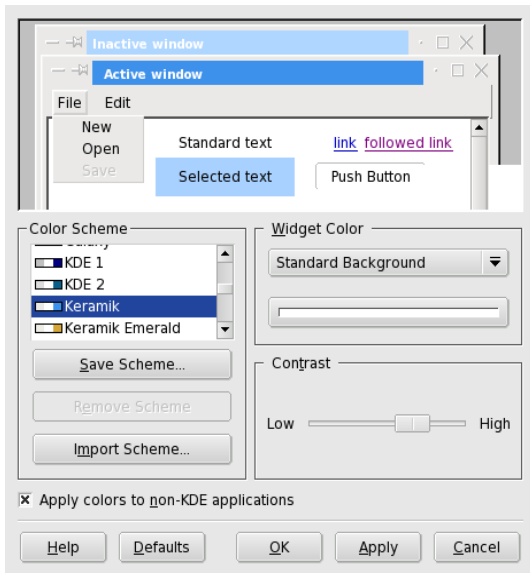 Inactive window
Active window
File Edit
New
Open
Save
Standard text link followed link
Selected text Push Button
Color Scheme
KDE 1
KDE 2
Keramik
Keramik Emerald
Save Scheme...
Remove Scheme
Import Scheme...
Widget Color
Standard Background
Contrast
Low High
Apply colors to non-KDE applications
Help Defaults OK Apply Cancel